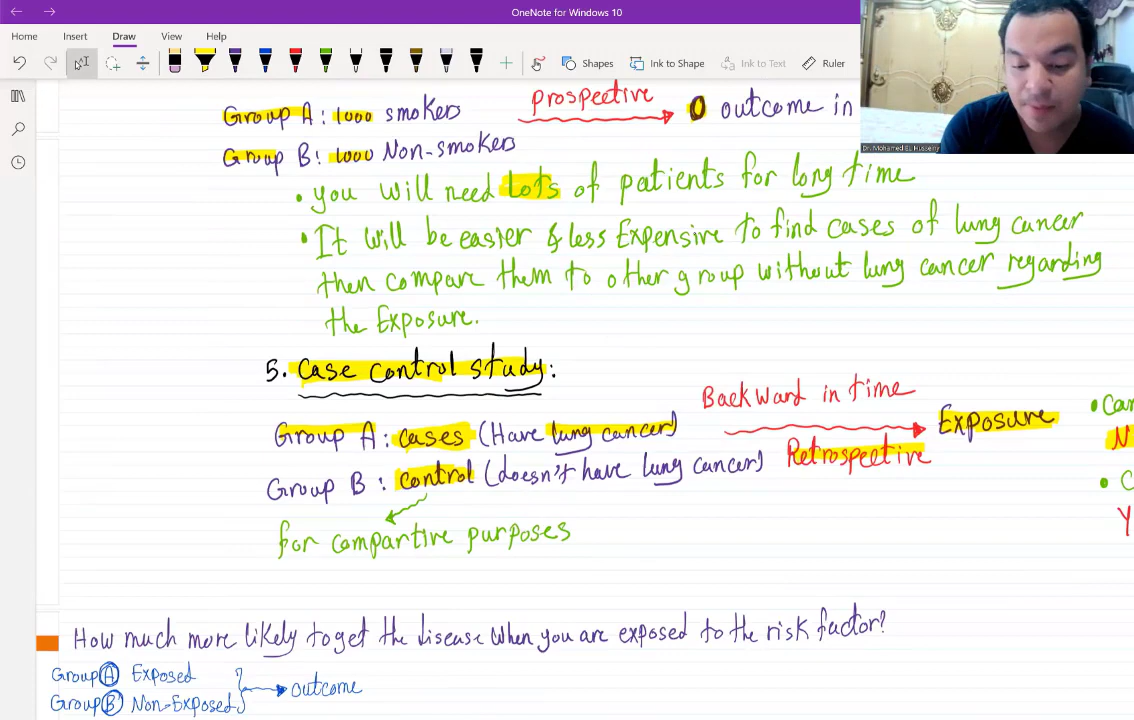 OneNote for Windows 10
Home Insert Draw View Help
Shapes Ink to Shape Ink to Text Ruler
Group A : 1000 smokers
Prospective
outcome in
Dr. Mohamed EL Husseiny
Group B : 1000 Non-smokers
• you will need Lots of patients for long time
• It will be easier & less Expensive to find cases of lung cancer
then compare them to other group without lung cancer regarding
the Exposure.
5. Case control study:
Backward in time
Exposure
Group A : cases (Have lung cancer)
Retrospective
Group B : control (doesn't have lung cancer)
for compartive purposes
How much more likely to get the disease when you are exposed to the risk factor?
Group A Exposed
outcome
Group B Non-Exposed